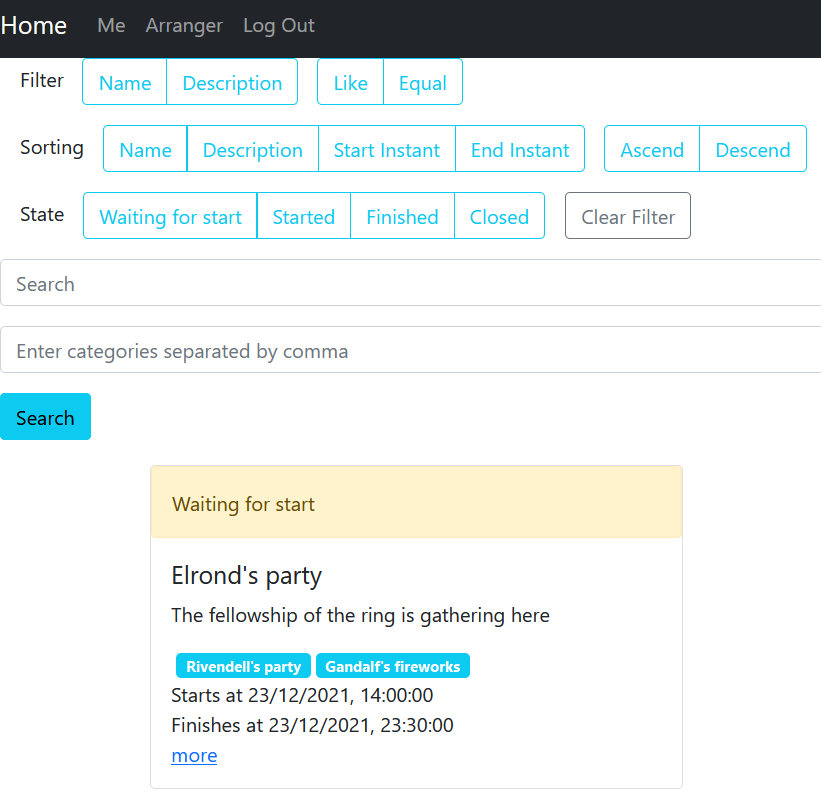 Home Me Arranger Log Out
Filter Name Description Like Equal
Sorting Name Description Start Instant End Instant Ascend Descend
State Waiting for start Started Finished Closed Clear Filter
Search
Enter categories separated by comma
Search
Waiting for start
Elrond's party
The fellowship of the ring is gathering here
Rivendell's party Gandalf's fireworks
Starts at 23/12/2021, 14:00:00
Finishes at 23/12/2021, 23:30:00
more